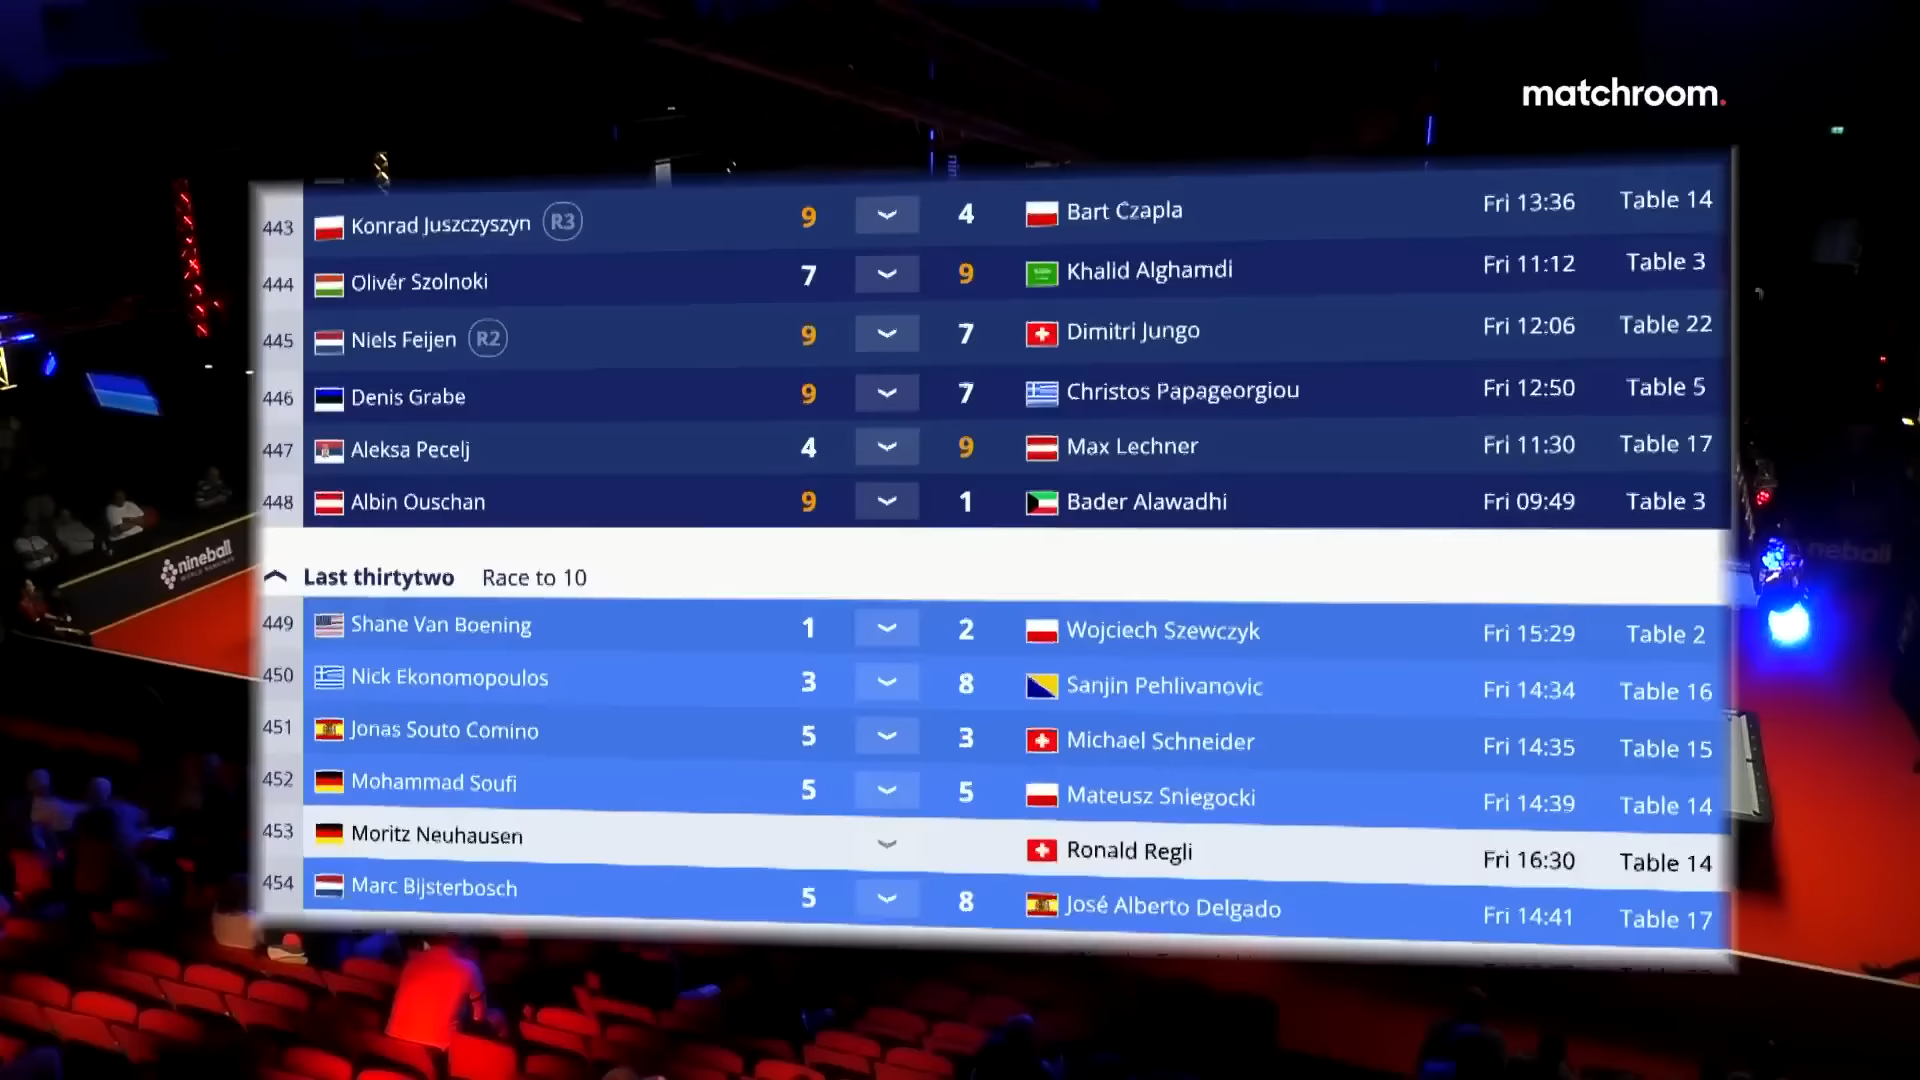 matchroom.
443 Konrad Juszczyszyn R3 9 4 Bart Czapla Fri 13:36 Table 14
444 Olivér Szolnoki 7 9 Khalid Alghamdi Fri 11:12 Table 3
445 Niels Feijen R2 9 7 Dimitri Jungo Fri 12:06 Table 22
446 Denis Grabe 9 7 Christos Papageorgiou Fri 12:50 Table 5
447 Aleksa Pecelj 4 9 Max Lechner Fri 11:30 Table 17
448 Albin Ouschan 9 1 Bader Alawadhi Fri 09:49 Table 3
Last thirtytwo Race to 10
449 Shane Van Boening 1 2 Wojciech Szewczyk Fri 15:29 Table 2
450 Nick Ekonomopoulos 3 8 Sanjin Pehlivanovic Fri 14:34 Table 16
451 Jonas Souto Comino 5 3 Michael Schneider Fri 14:35 Table 15
452 Mohammad Soufi 5 5 Mateusz Sniegocki Fri 14:39 Table 14
453 Moritz Neuhausen Ronald Regli Fri 16:30 Table 14
454 Marc Bijsterbosch 5 8 José Alberto Delgado Fri 14:41 Table 17
nineball
WORLD RANKINGS
neball